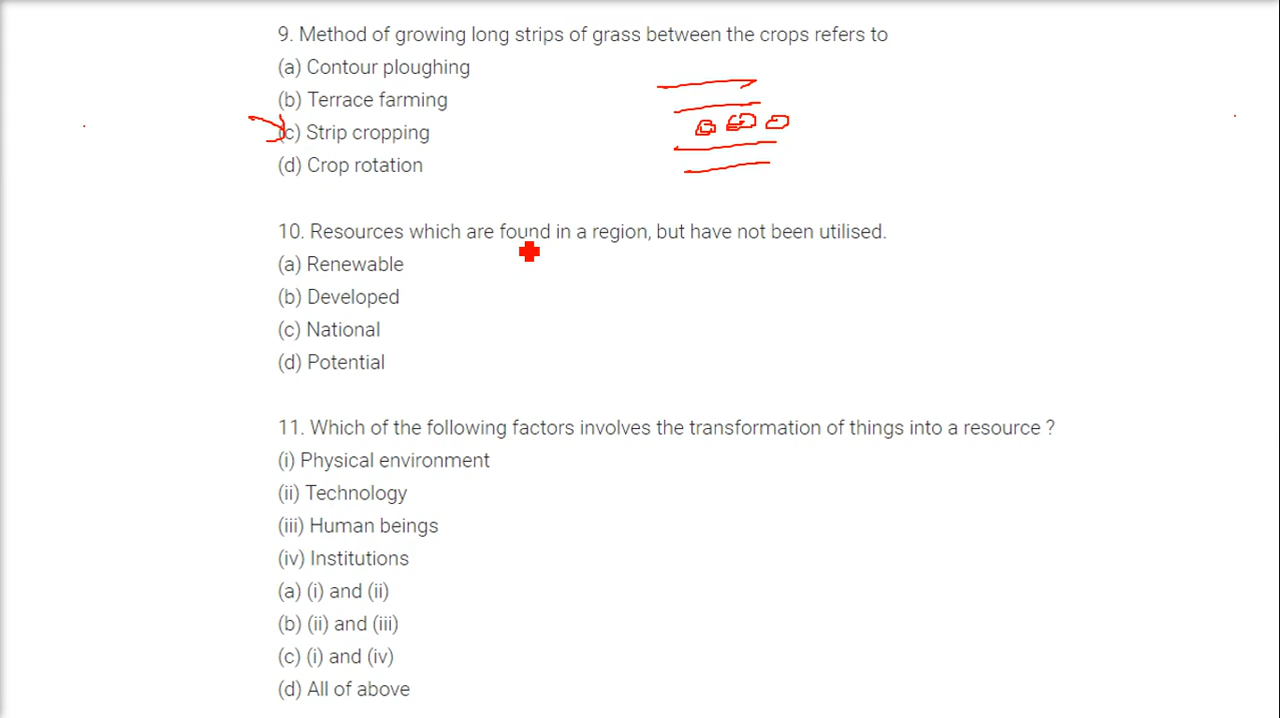 9. Method of growing long strips of grass between the crops refers to
(a) Contour ploughing
(b) Terrace farming
(c) Strip cropping
(d) Crop rotation
10. Resources which are found in a region, but have not been utilised.
(a) Renewable
(b) Developed
(c) National
(d) Potential
11. Which of the following factors involves the transformation of things into a resource ?
(i) Physical environment
(ii) Technology
(iii) Human beings
(iv) Institutions
(a) (i) and (ii)
(b) (ii) and (iii)
(c) (i) and (iv)
(d) All of above